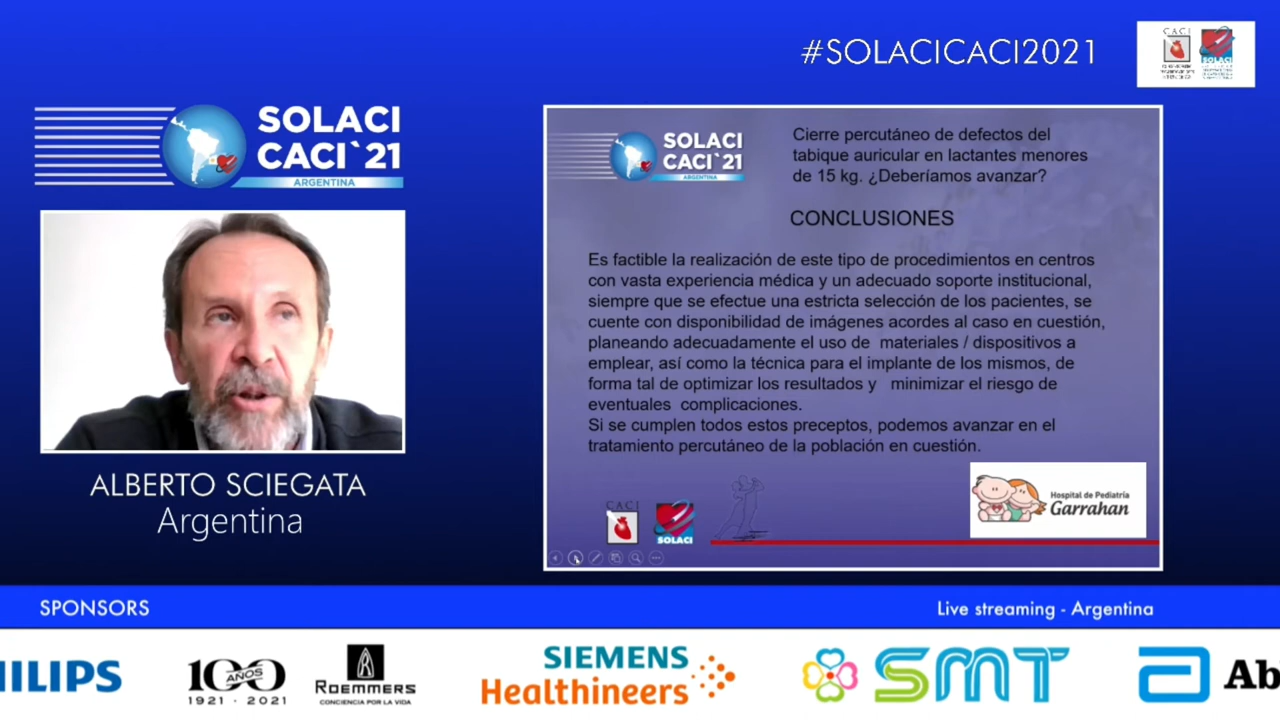 #SOLACICACI2021
CACI
SOLACI
SOLACI
CACI`21
ARGENTINA
ALBERTO SCIEGATA
Argentina
SOLACI
CACI`21
ARGENTINA
Cierre percutáneo de defectos del
tabique auricular en lactantes menores
de 15 kg. ¿Deberíamos avanzar?
CONCLUSIONES
Es factible la realización de este tipo de procedimientos en centros
con vasta experiencia médica y un adecuado soporte institucional,
siempre que se efectue una estricta selección de los pacientes, se
cuente con disponibilidad de imágenes acordes al caso en cuestión,
planeando adecuadamente el uso de materiales / dispositivos a
emplear, así como la técnica para el implante de los mismos, de
forma tal de optimizar los resultados y minimizar el riesgo de
eventuales complicaciones.
Si se cumplen todos estos preceptos, podemos avanzar en el
tratamiento percutáneo de la población en cuestión.
CACI
SOLACI
Hospital de Pediatría
Garrahan
SPONSORS
Live streaming - Argentina
HILIPS
100
AÑOS
1921 - 2021
ROEMMERS
CONCIENCIA POR LA VIDA
SIEMENS
Healthineers
SMT
Ab